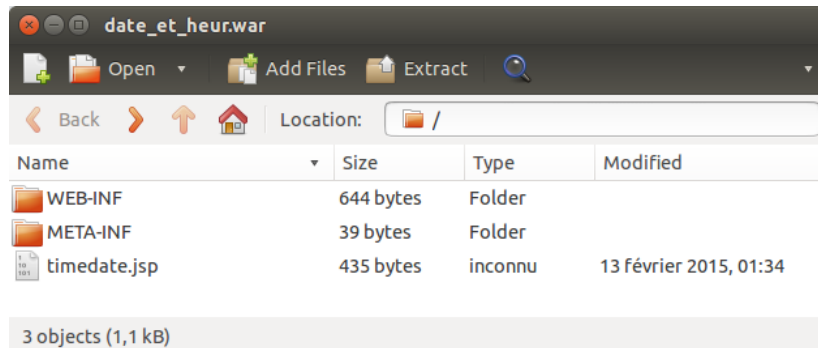 date_et_heur.war
Open Add Files Extract
Back Location: /
Name Size Type Modified
WEB-INF 644 bytes Folder
META-INF 39 bytes Folder
timedate.jsp 435 bytes inconnu 13 février 2015, 01:34
3 objects (1,1 kB)